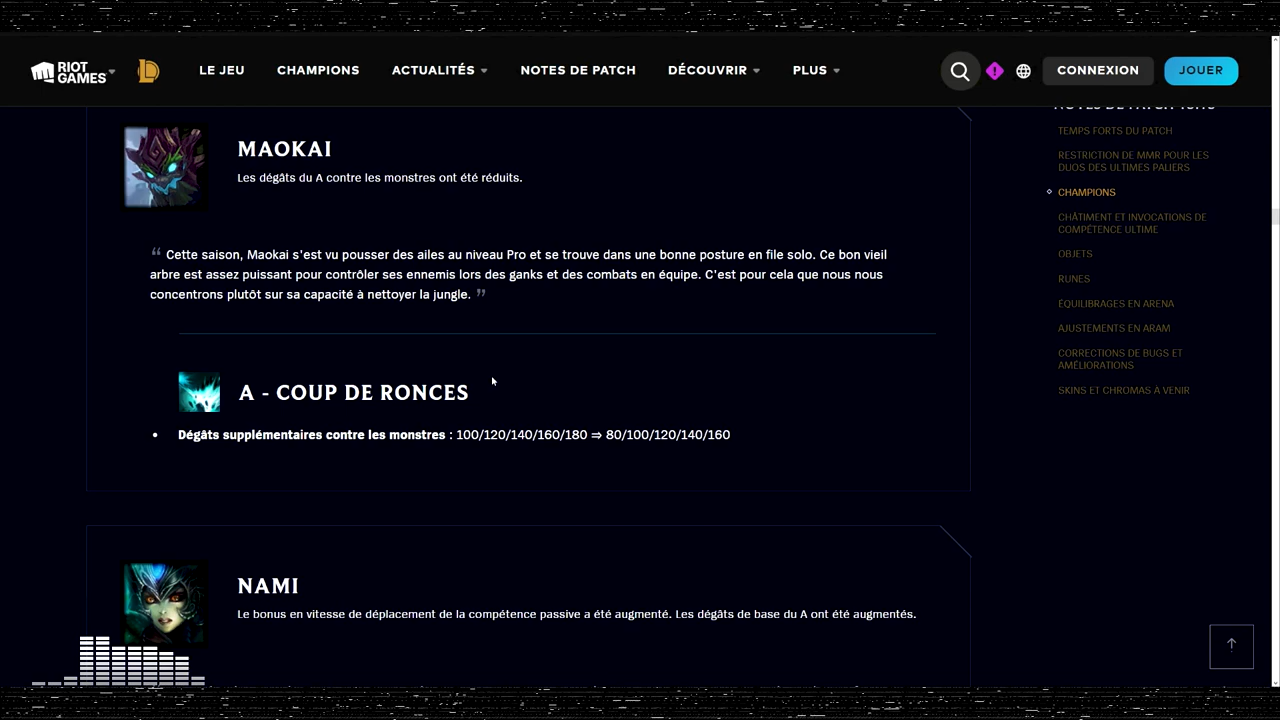 RIOT GAMES
LE JEU
CHAMPIONS
ACTUALITÉS
NOTES DE PATCH
DÉCOUVRIR
PLUS
CONNEXION
JOUER
MAOKAI
Les dégâts du A contre les monstres ont été réduits.
Cette saison, Maokai s'est vu pousser des ailes au niveau Pro et se trouve dans une bonne posture en file solo. Ce bon vieil
arbre est assez puissant pour contrôler ses ennemis lors des ganks et des combats en équipe. C'est pour cela que nous nous
concentrons plutôt sur sa capacité à nettoyer la jungle.
A - COUP DE RONCES
• Dégâts supplémentaires contre les monstres : 100/120/140/160/180 ⇒ 80/100/120/140/160
NAMI
Le bonus en vitesse de déplacement de la compétence passive a été augmenté. Les dégâts de base du A ont été augmentés.
TEMPS FORTS DU PATCH
RESTRICTION DE MMR POUR LES
DUOS DES ULTIMES PALIERS
CHAMPIONS
CHÂTIMENT ET INVOCATIONS DE
COMPÉTENCE ULTIME
OBJETS
RUNES
ÉQUILIBRAGES EN ARENA
AJUSTEMENTS EN ARAM
CORRECTIONS DE BUGS ET
AMÉLIORATIONS
SKINS ET CHROMAS À VENIR